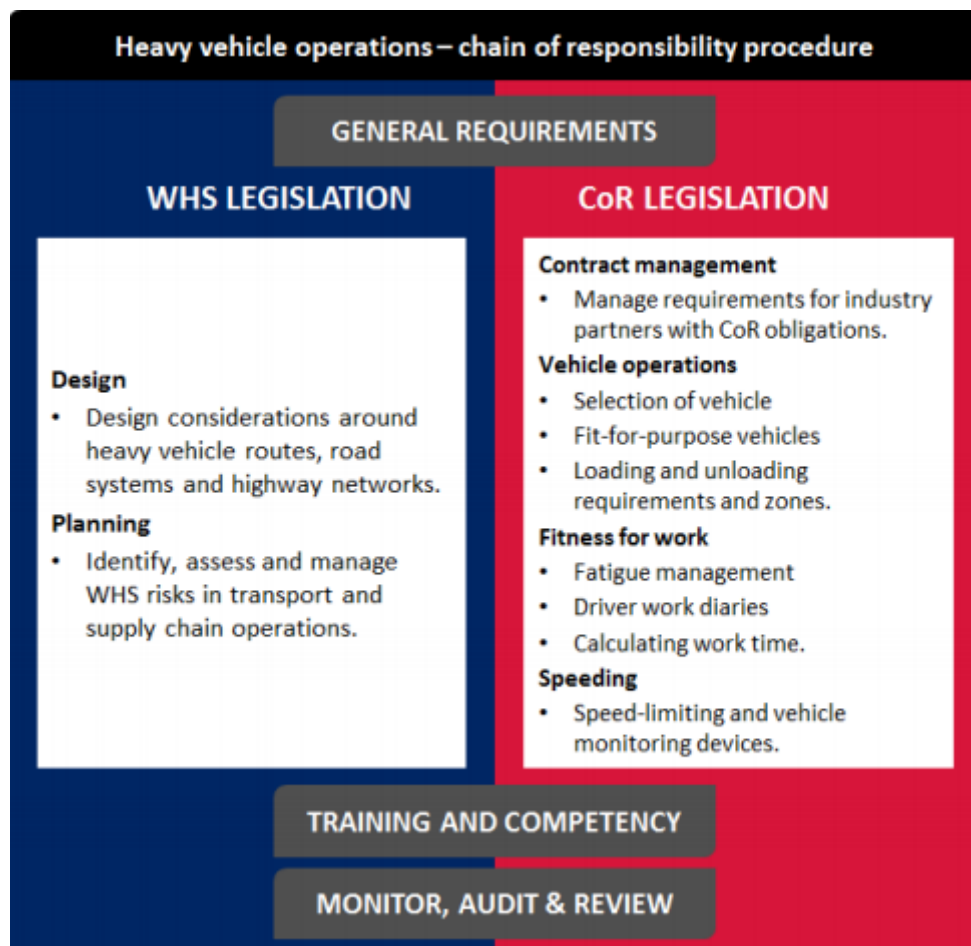 Heavy vehicle operations – chain of responsibility procedure
GENERAL REQUIREMENTS
WHS LEGISLATION
Design
• Design considerations around
heavy vehicle routes, road
systems and highway networks.
Planning
• Identify, assess and manage
WHS risks in transport and
supply chain operations.
CoR LEGISLATION
Contract management
• Manage requirements for industry
partners with CoR obligations.
Vehicle operations
• Selection of vehicle
• Fit-for-purpose vehicles
• Loading and unloading
requirements and zones.
Fitness for work
• Fatigue management
• Driver work diaries
• Calculating work time.
Speeding
• Speed-limiting and vehicle
monitoring devices.
TRAINING AND COMPETENCY
MONITOR, AUDIT & REVIEW